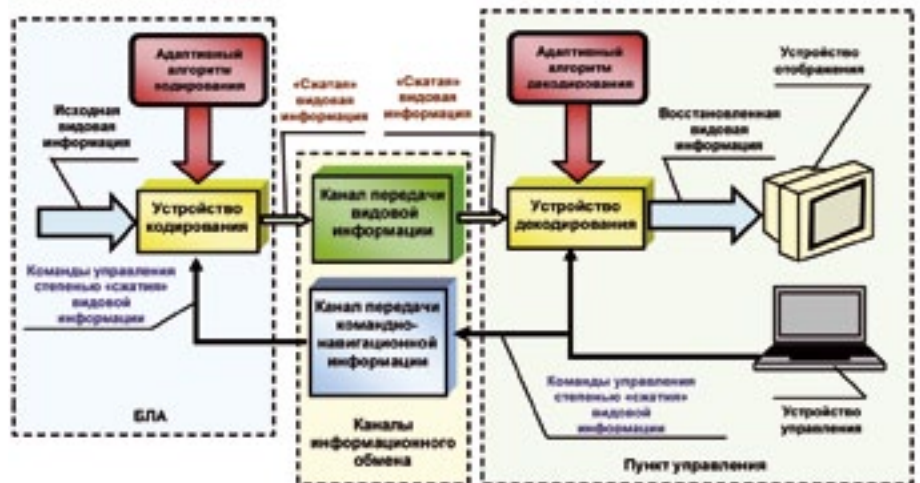 Адаптивный
алгоритм
кодирования
Исходная
видовая
информация
Устройство
кодирования
Команды управления
степенью «сжатия»
видовой
информации
БЛА
«Сжатая»
видовая
информация
«Сжатая»
видовая
информация
Канал передачи
видовой
информации
Канал передачи
командно-
навигационной
информации
Каналы
информационного
обмена
Адаптивный
алгоритм
декодирования
Устройство
декодирования
Восстановленная
видовая
информация
Устройство
отображения
Команды управления
степенью «сжатия»
видовой
информации
Устройство
управления
Пункт управления